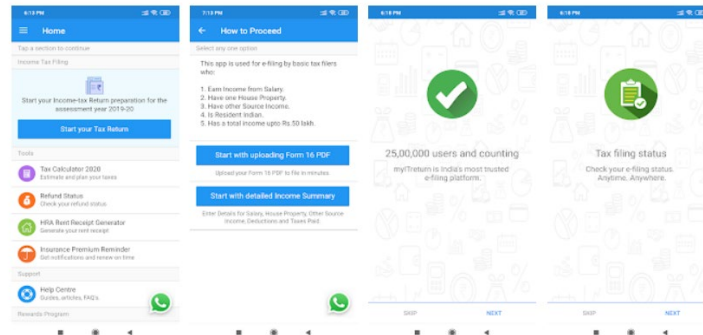 6:13 PM
Home
Tap a section to continue
Income Tax Filing
Start your Income-tax Return preparation for the
assessment year 2019-20
Start your Tax Return
Tools
Tax Calculator 2020
Estimate and plan your taxes
Refund Status
Check your refund status
HRA Rent Receipt Generator
Generate your rent receipt
Insurance Premium Reminder
Get notifications and renew on time
Support
Help Centre
Guides, articles, FAQ's
Rewards Program
7:13 PM
How to Proceed
Select any one option
This app is used for e-filing by basic tax filers
who:
1. Earn Income from Salary.
2. Have one House Property.
3. Have other Source Income.
4. Is Resident Indian.
5. Has a total income upto Rs.50 lakh.
Start with uploading Form 16 PDF
Upload your Form 16 PDF to file in minutes
Start with detailed Income Summary
Enter Details for Salary, House Property, Other Source
Income, Deductions and Taxes Paid
6:18 PM
25,00,000 users and counting
myITreturn is India's most trusted
e-filing platform.
SKIP
NEXT
6:18 PM
Tax filing status
Check your e-filing status.
Anytime, Anywhere.
SKIP
NEXT